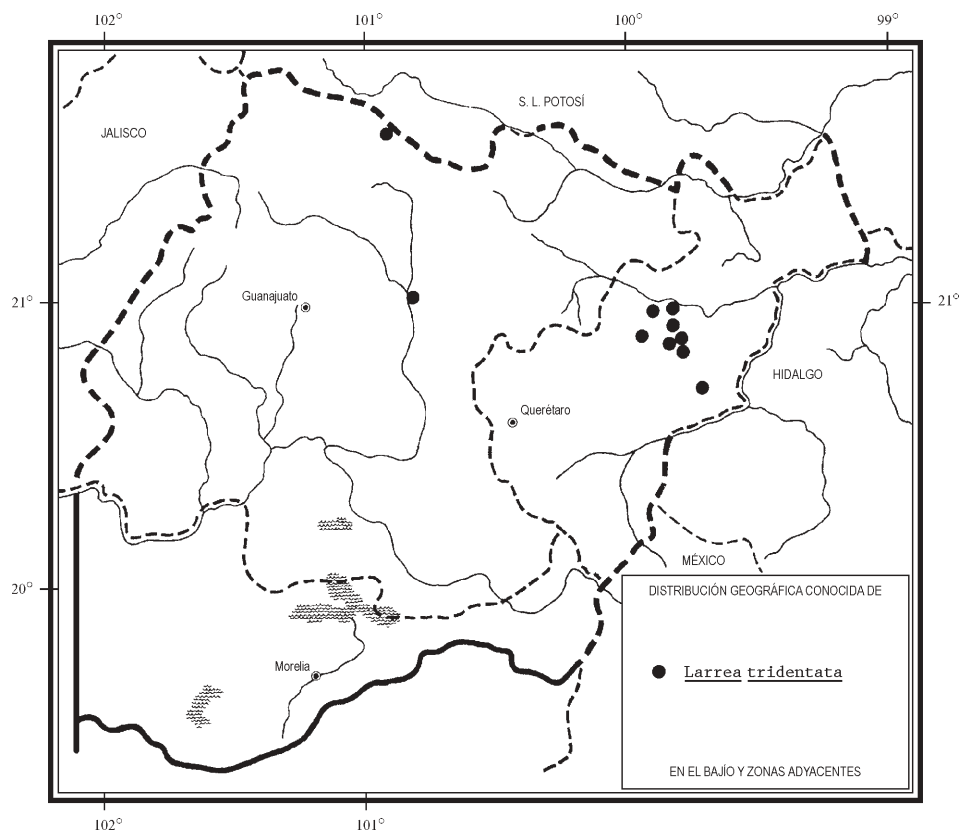 102° 101° 100° 99°
S. L. POTOSÍ
JALISCO
Guanajuato
21° 21°
HIDALGO
Querétaro
MÉXICO
20°
DISTRIBUCIÓN GEOGRÁFICA CONOCIDA DE
Morelia
Larrea tridentata
EN EL BAJÍO Y ZONAS ADYACENTES
102° 101°